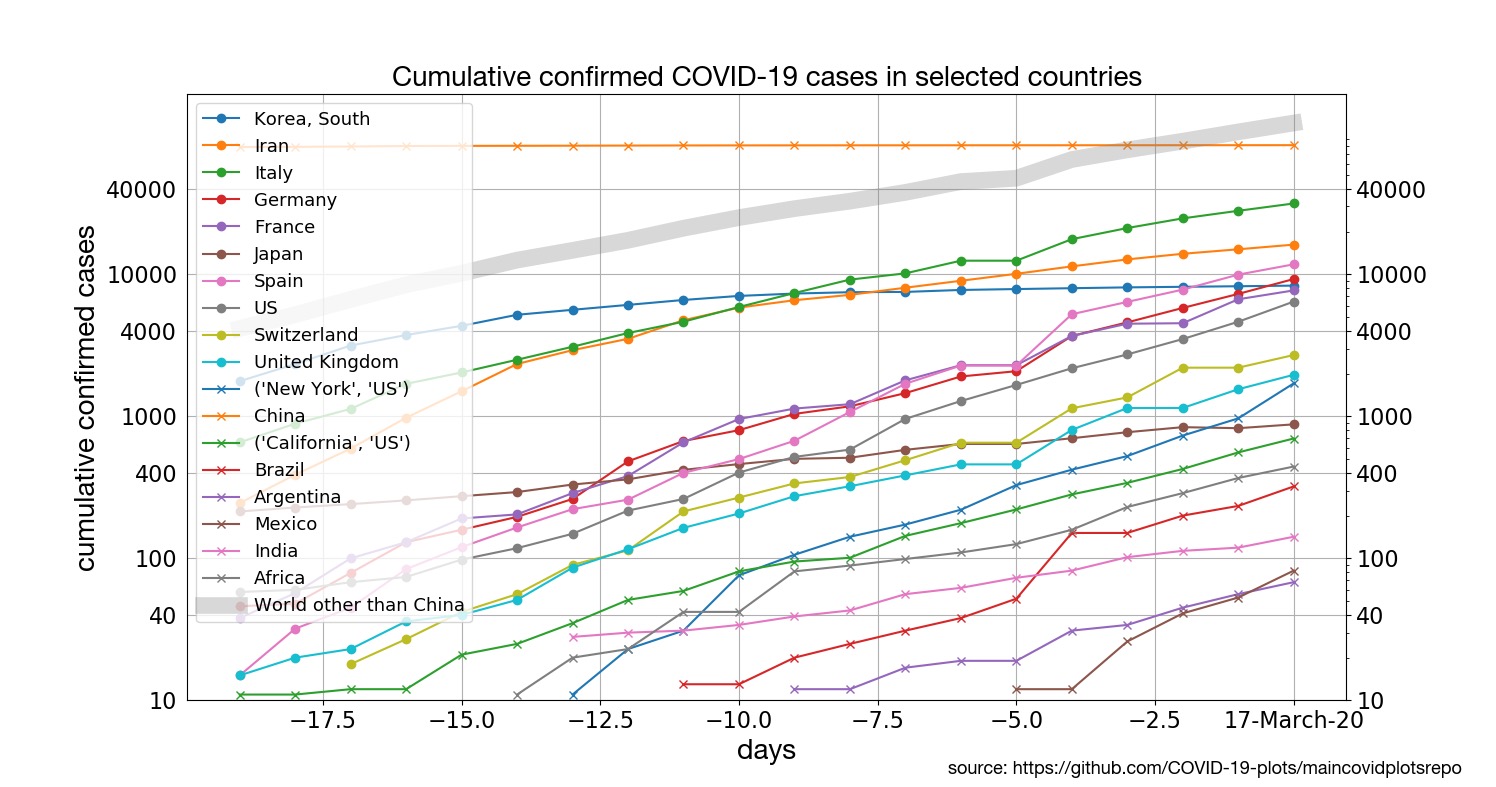 Cumulative confirmed COVID-19 cases in selected countries
Korea, South
Iran
Italy
Germany
France
Japan
Spain
US
Switzerland
United Kingdom
('New York', 'US')
China
('California', 'US')
Brazil
Argentina
Mexico
India
Africa
World other than China
cumulative confirmed cases
40000
10000
4000
1000
400
100
40
10
40000
10000
4000
1000
400
100
40
10
−17.5 −15.0 −12.5 −10.0 −7.5 −5.0 −2.5 17-March-20
days
source: https://github.com/COVID-19-plots/maincovidplotsrepo